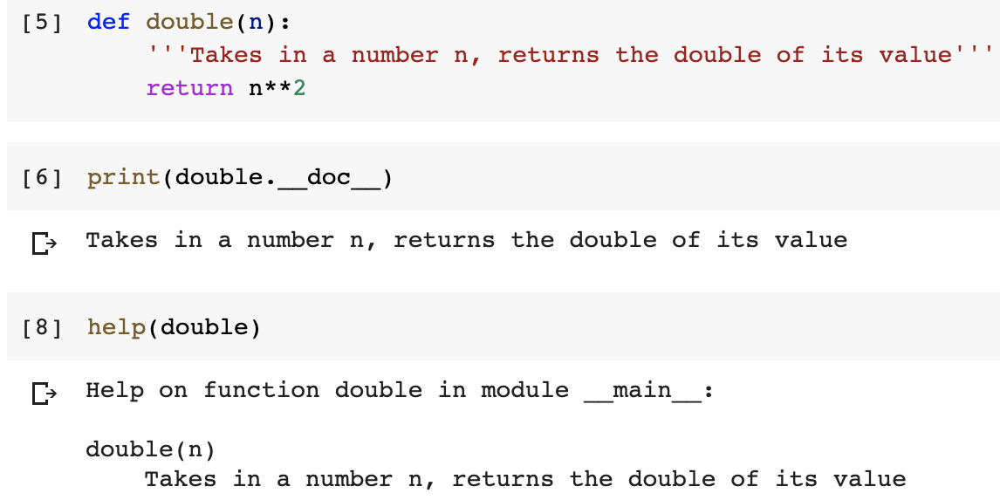 [5] def double(n):
'''Takes in a number n, returns the double of its value'''
return n**2
[6] print(double.__doc__)
Takes in a number n, returns the double of its value
[8] help(double)
Help on function double in module __main__:
double(n)
Takes in a number n, returns the double of its value